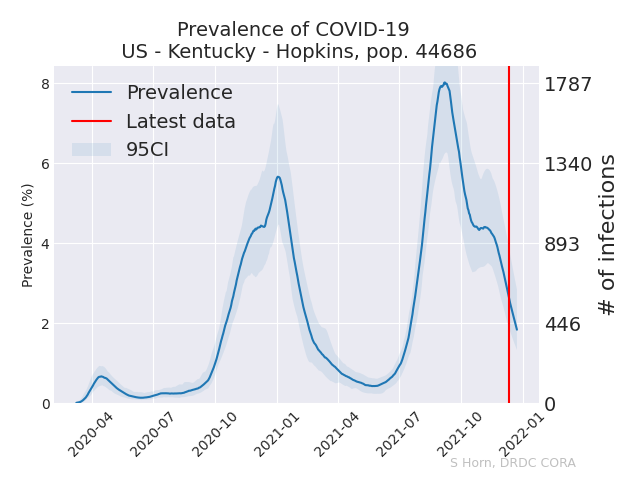 Prevalence of COVID-19
US - Kentucky - Hopkins, pop. 44686
Prevalence
Latest data
95CI
Prevalence (%)
8
6
4
2
0
1787
1340
893
446
0
# of infections
2020-04
2020-07
2020-10
2021-01
2021-04
2021-07
2021-10
2022-01
S Horn, DRDC CORA